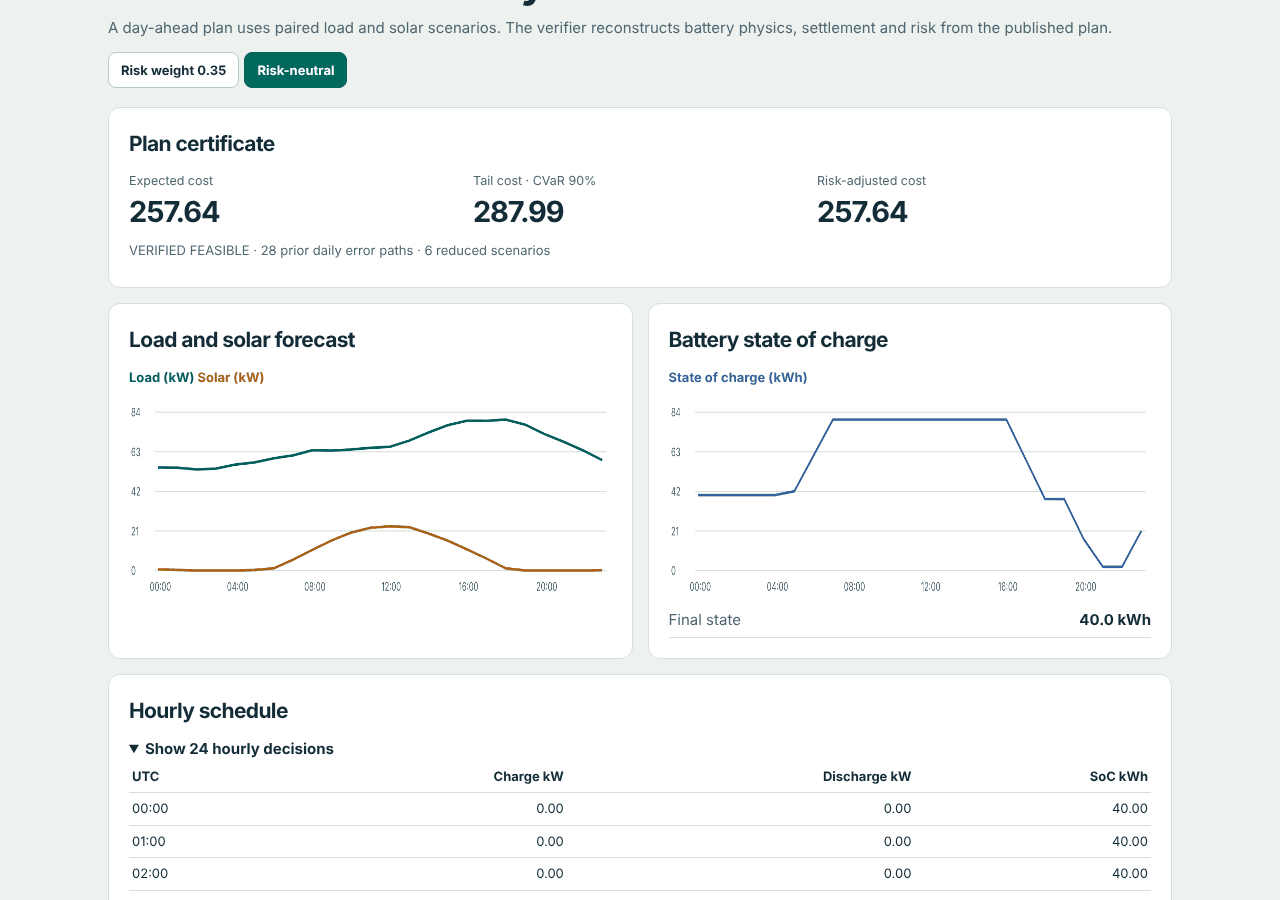 A day-ahead plan uses paired load and solar scenarios. The verifier reconstructs battery physics, settlement and risk from the published plan.
Risk weight 0.35 Risk-neutral
Plan certificate
Expected cost Tail cost · CVaR 90% Risk-adjusted cost
257.64 287.99 257.64
VERIFIED FEASIBLE · 28 prior daily error paths · 6 reduced scenarios
Load and solar forecast
Load (kW) Solar (kW)
84
63
42
21
0
00:00 04:00 08:00 12:00 16:00 20:00
Battery state of charge
State of charge (kWh)
84
63
42
21
0
00:00 04:00 08:00 12:00 16:00 20:00
Final state 40.0 kWh
Hourly schedule
▼ Show 24 hourly decisions
UTC Charge kW Discharge kW SoC kWh
00:00 0.00 0.00 40.00
01:00 0.00 0.00 40.00
02:00 0.00 0.00 40.00